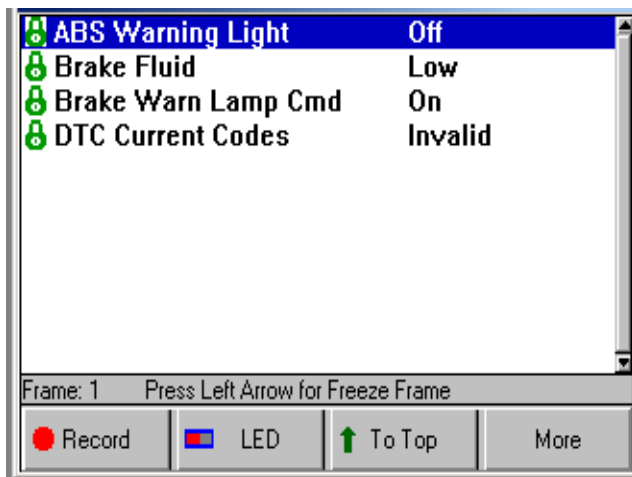 ABS Warning Light Off
Brake Fluid Low
Brake Warn Lamp Cmd On
DTC Current Codes Invalid
Frame: 1 Press Left Arrow for Freeze Frame
Record LED To Top More